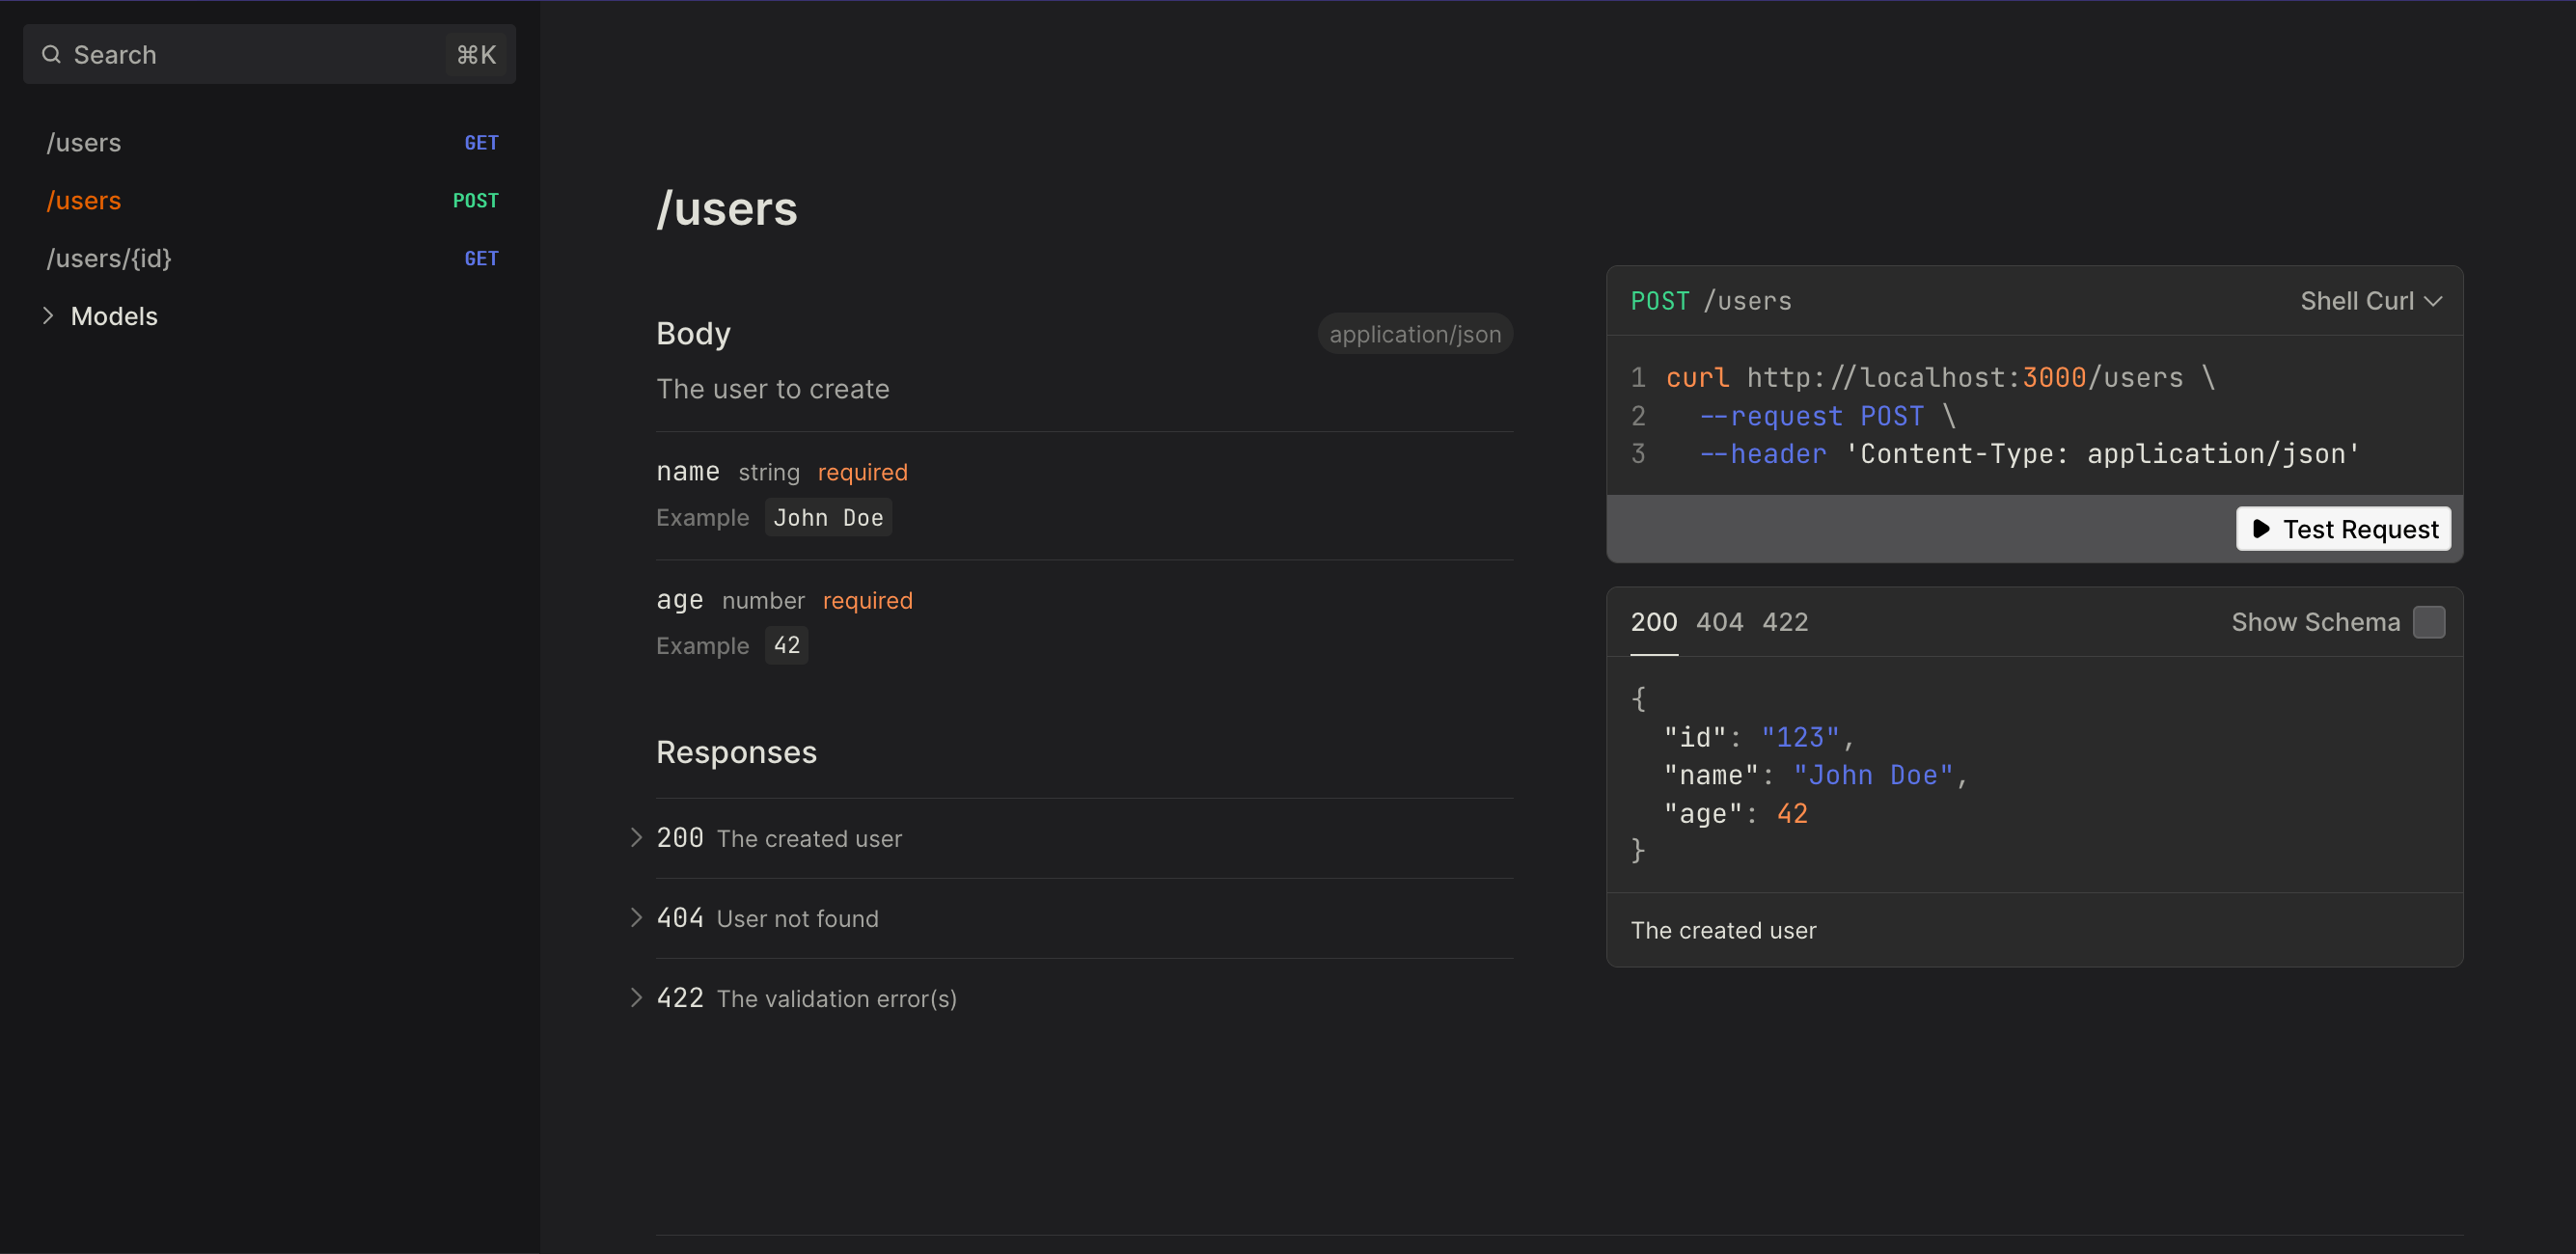 Search ⌘K
/users GET
/users POST
/users/{id} GET
Models
/users
Body application/json
The user to create
name string required
Example John Doe
age number required
Example 42
Responses
200 The created user
404 User not found
422 The validation error(s)
POST /users Shell Curl
1 curl http://localhost:3000/users \
2   --request POST \
3   --header 'Content-Type: application/json'
Test Request
200 404 422 Show Schema
{
  "id": "123",
  "name": "John Doe",
  "age": 42
}
The created user